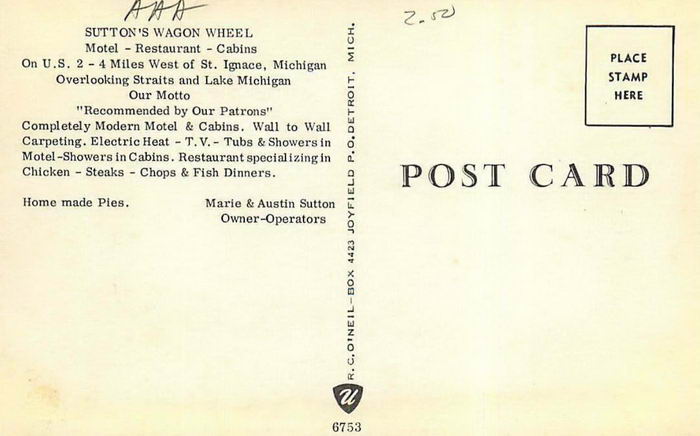 AAA
2.50
SUTTON'S WAGON WHEEL
Motel - Restaurant - Cabins
On U.S. 2 - 4 Miles West of St. Ignace, Michigan
Overlooking Straits and Lake Michigan
Our Motto
"Recommended by Our Patrons"
Completely Modern Motel & Cabins. Wall to Wall
Carpeting. Electric Heat - T.V. - Tubs & Showers in
Motel-Showers in Cabins. Restaurant specializing in
Chicken - Steaks - Chops & Fish Dinners.
Home made Pies.
Marie & Austin Sutton
Owner-Operators
R.C. O'NEIL-BOX 4423 JOYFIELD P.O. DETROIT, MICH.
U
6753
PLACE
STAMP
HERE
POST CARD